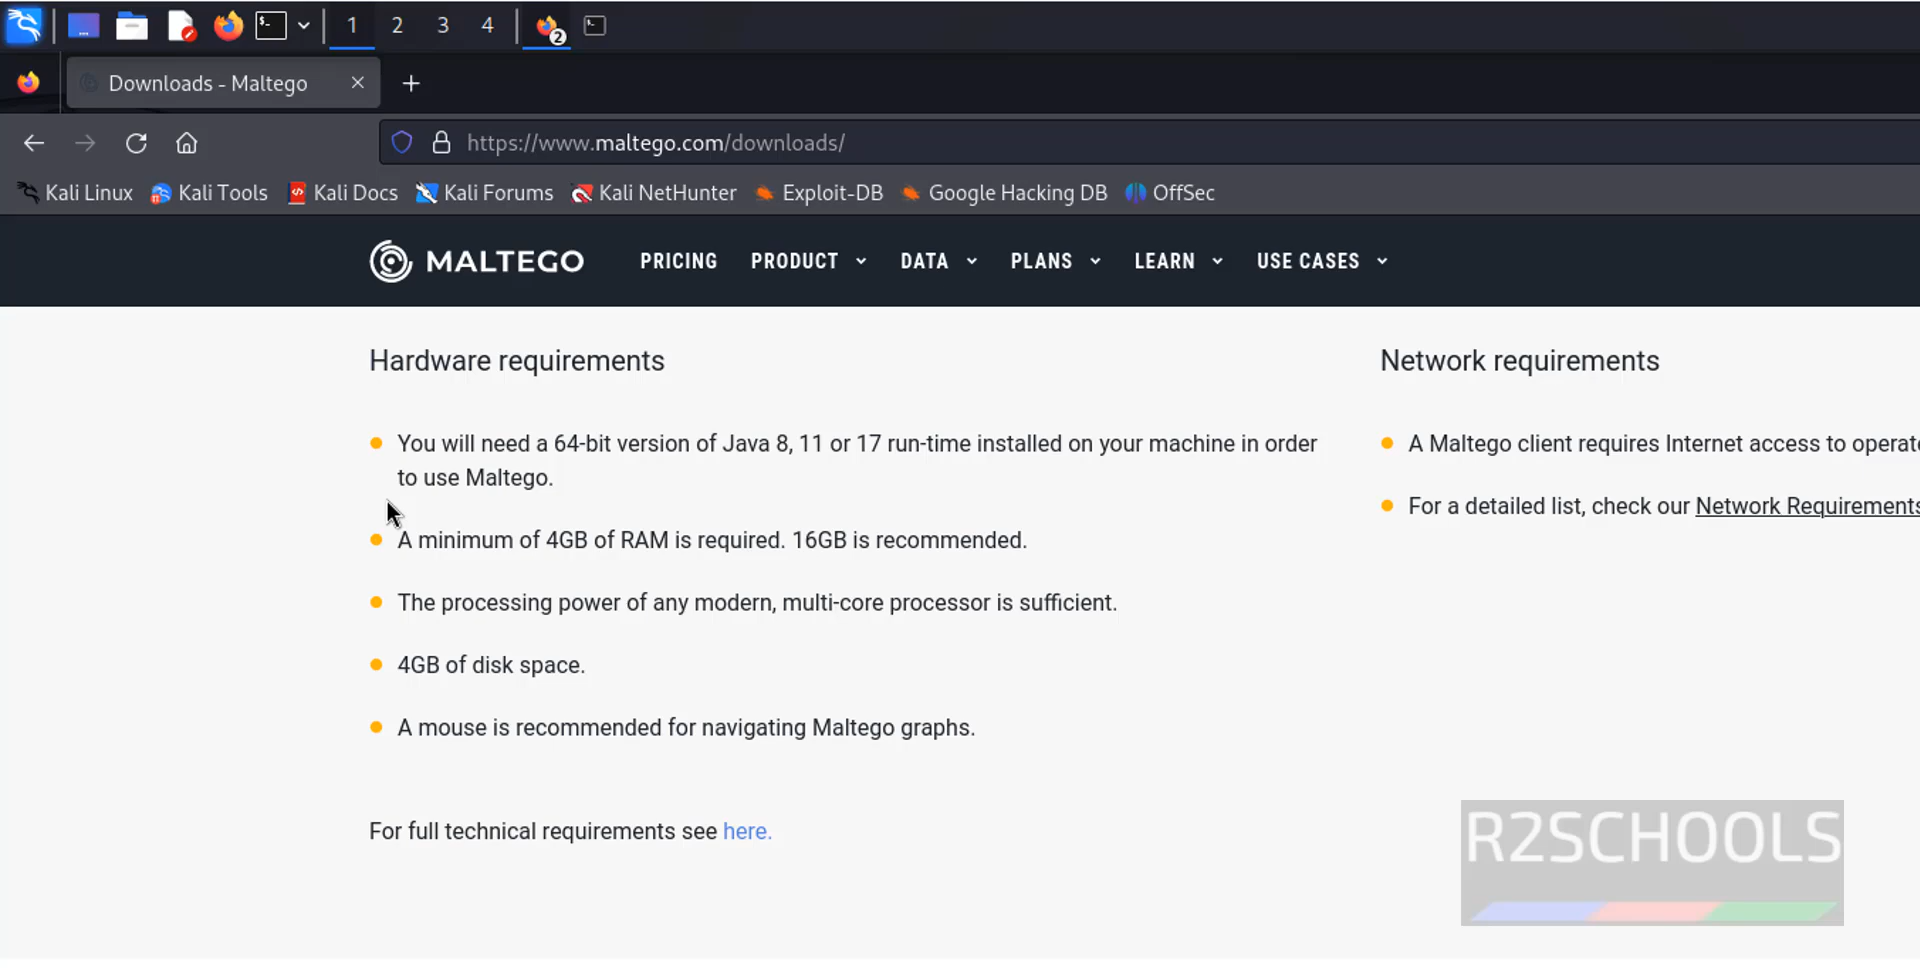 1 2 3 4 2
Downloads - Maltego
https://www.maltego.com/downloads/
Kali Linux Kali Tools Kali Docs Kali Forums Kali NetHunter Exploit-DB Google Hacking DB OffSec
MALTEGO PRICING PRODUCT DATA PLANS LEARN USE CASES
Hardware requirements
You will need a 64-bit version of Java 8, 11 or 17 run-time installed on your machine in order
to use Maltego.
A minimum of 4GB of RAM is required. 16GB is recommended.
The processing power of any modern, multi-core processor is sufficient.
4GB of disk space.
A mouse is recommended for navigating Maltego graphs.
For full technical requirements see here.
Network requirements
A Maltego client requires Internet access to operate
For a detailed list, check our Network Requirements
R2SCHOOLS